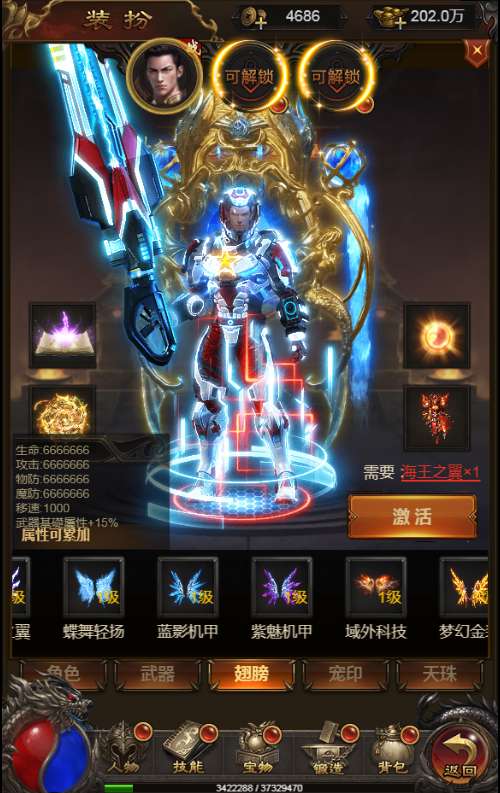 装扮
4686
202.0万
战
可解锁
可解锁
生命:6666666
攻击:6666666
物防:6666666
魔防:6666666
移速 1000
武器基礎属性+15%
属性可累加
需要:海王之翼×1
激活
1级 1级 1级 1级
之翼 蝶舞轻扬 蓝影机甲 紫魅机甲 域外科技 梦幻金
角色 武器 翅膀 宠印 天珠
人物 技能 宝物 锻造 背包 返回
3422288 / 37329470